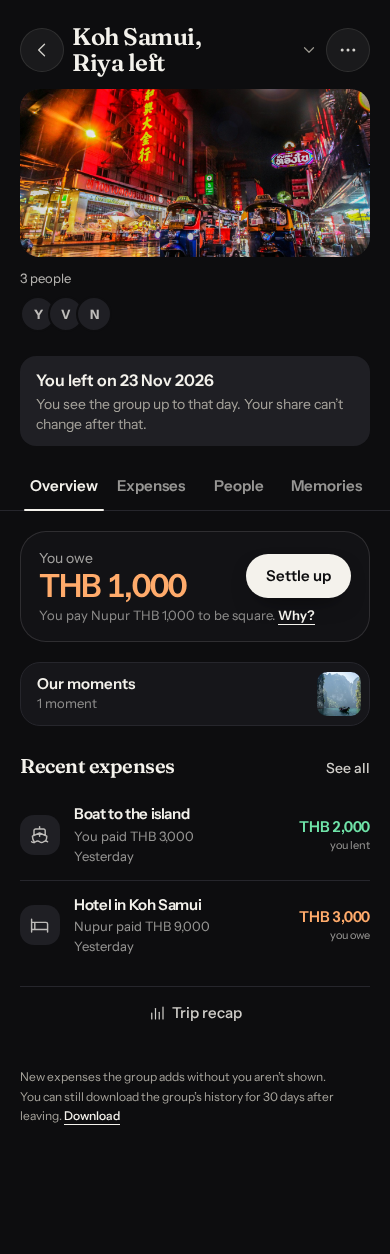 Koh Samui,
Riya left
3 people
Y V N
You left on 23 Nov 2026
You see the group up to that day. Your share can't
change after that.
Overview Expenses People Memories
You owe
THB 1,000
Settle up
You pay Nupur THB 1,000 to be square. Why?
Our moments
1 moment
Recent expenses
See all
Boat to the island
You paid THB 3,000
Yesterday
THB 2,000
you lent
Hotel in Koh Samui
Nupur paid THB 9,000
Yesterday
THB 3,000
you owe
Trip recap
New expenses the group adds without you aren't shown.
You can still download the group's history for 30 days after
leaving. Download